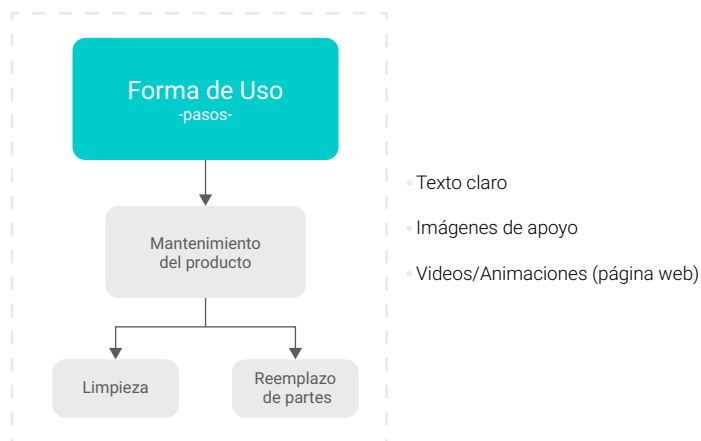 Forma de Uso
-pasos-
Mantenimiento
del producto
Limpieza
Reemplazo
de partes
Texto claro
Imágenes de apoyo
Videos/Animaciones (página web)